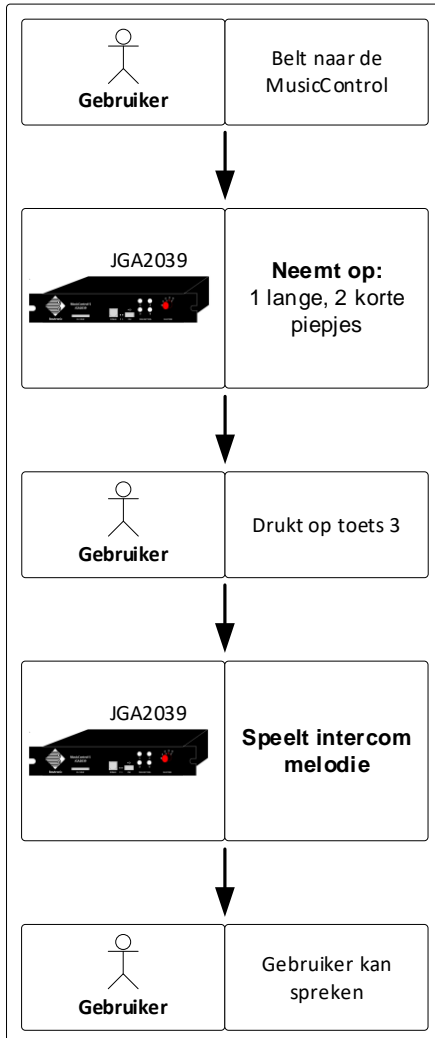 Gebruiker
Belt naar de
MusicControl
JGA2039
Neemt op:
1 lange, 2 korte
piepjes
Gebruiker
Drukt op toets 3
JGA2039
Speelt intercom
melodie
Gebruiker
Gebruiker kan
spreken